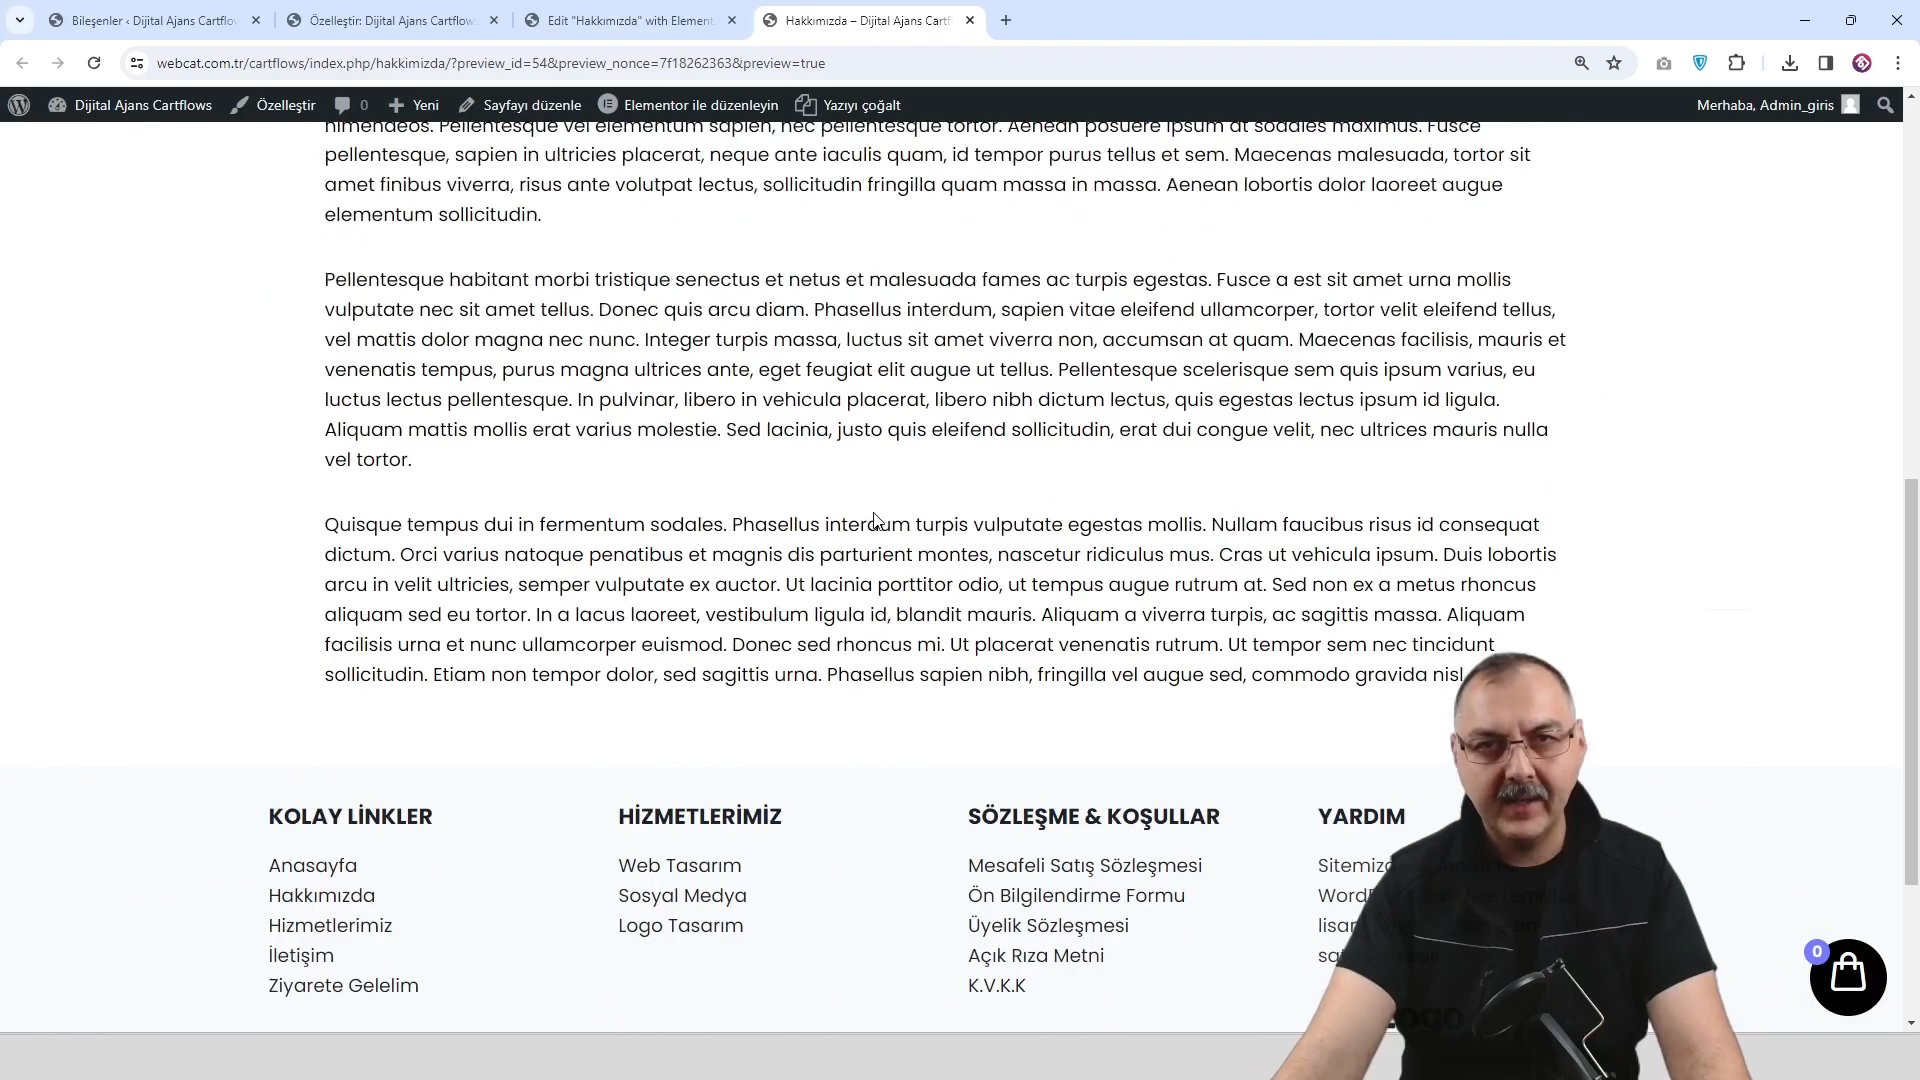 Bileşenler ‹ Dijital Ajans Cartflow
Özelleştir: Dijital Ajans Cartflows
Edit "Hakkımızda" with Element
Hakkımızda – Dijital Ajans Cartf
webcat.com.tr/cartflows/index.php/hakkimizda/?preview_id=54&preview_nonce=7f18262363&preview=true
Dijital Ajans Cartflows
Özelleştir
0
Yeni
Sayfayı düzenle
Elementor ile düzenleyin
Yazıyı çoğalt
Merhaba, Admin_giris
himenaeos. Pellentesque vel elementum sapien, nec pellentesque tortor. Aenean posuere ipsum at sodales maximus. Fusce
pellentesque, sapien in ultricies placerat, neque ante iaculis quam, id tempor purus tellus et sem. Maecenas malesuada, tortor sit
amet finibus viverra, risus ante volutpat lectus, sollicitudin fringilla quam massa in massa. Aenean lobortis dolor laoreet augue
elementum sollicitudin.
Pellentesque habitant morbi tristique senectus et netus et malesuada fames ac turpis egestas. Fusce a est sit amet urna mollis
vulputate nec sit amet tellus. Donec quis arcu diam. Phasellus interdum, sapien vitae eleifend ullamcorper, tortor velit eleifend tellus,
vel mattis dolor magna nec nunc. Integer turpis massa, luctus sit amet viverra non, accumsan at quam. Maecenas facilisis, mauris et
venenatis tempus, purus magna ultrices ante, eget feugiat elit augue ut tellus. Pellentesque scelerisque sem quis ipsum varius, eu
luctus lectus pellentesque. In pulvinar, libero in vehicula placerat, libero nibh dictum lectus, quis egestas lectus ipsum id ligula.
Aliquam mattis mollis erat varius molestie. Sed lacinia, justo quis eleifend sollicitudin, erat dui congue velit, nec ultrices mauris nulla
vel tortor.
Quisque tempus dui in fermentum sodales. Phasellus interdum turpis vulputate egestas mollis. Nullam faucibus risus id consequat
dictum. Orci varius natoque penatibus et magnis dis parturient montes, nascetur ridiculus mus. Cras ut vehicula ipsum. Duis lobortis
arcu in velit ultricies, semper vulputate ex auctor. Ut lacinia porttitor odio, ut tempus augue rutrum at. Sed non ex a metus rhoncus
aliquam sed eu tortor. In a lacus laoreet, vestibulum ligula id, blandit mauris. Aliquam a viverra turpis, ac sagittis massa. Aliquam
facilisis urna et nunc ullamcorper euismod. Donec sed rhoncus mi. Ut placerat venenatis rutrum. Ut tempor sem nec tincidunt
sollicitudin. Etiam non tempor dolor, sed sagittis urna. Phasellus sapien nibh, fringilla vel augue sed, commodo gravida nisl
KOLAY LİNKLER
Anasayfa
Hakkımızda
Hizmetlerimiz
İletişim
Ziyarete Gelelim
HİZMETLERİMİZ
Web Tasarım
Sosyal Medya
Logo Tasarım
SÖZLEŞME & KOŞULLAR
Mesafeli Satış Sözleşmesi
Ön Bilgilendirme Formu
Üyelik Sözleşmesi
Açık Rıza Metni
K.V.K.K
YARDIM
0